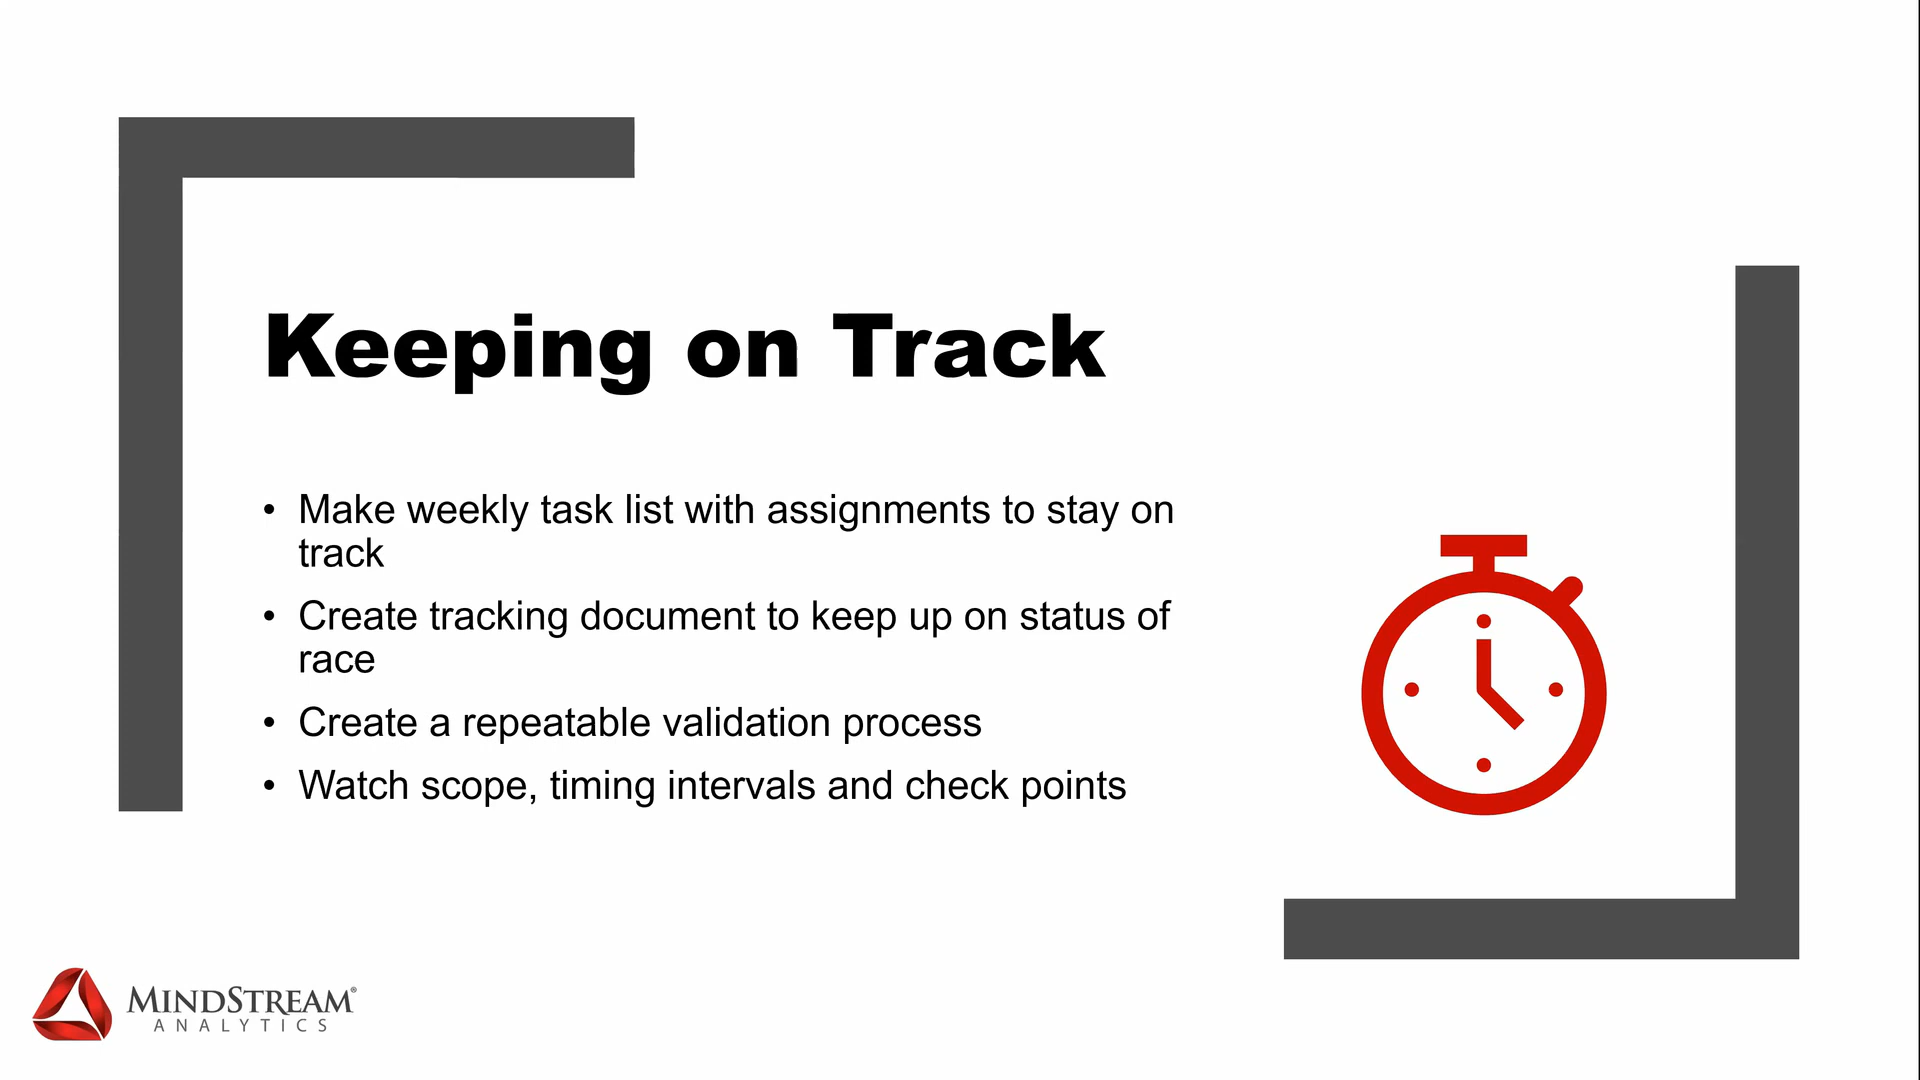 Keeping on Track
• Make weekly task list with assignments to stay on
track
• Create tracking document to keep up on status of
race
• Create a repeatable validation process
• Watch scope, timing intervals and check points
MINDSTREAM®
ANALYTICS